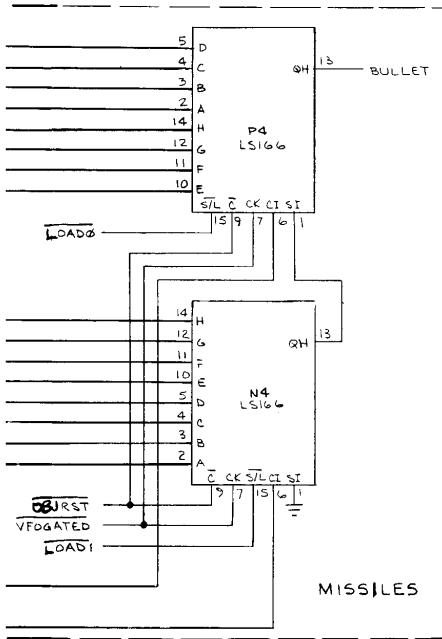 5 D
4 C
3 B
2 A
14 H
12 G
11 F
10 E
P4
LS166
QH 13 BULLET
S/L C CK CI SI
15 9 7 6 1
LOAD0
14 H
12 G
11 F
10 E
5 D
4 C
3 B
2 A
QH 13
N4
LS166
C CK S/L CI SI
9 7 15 6 1
OBJRST
VFOGATED
LOAD1
MISSILES